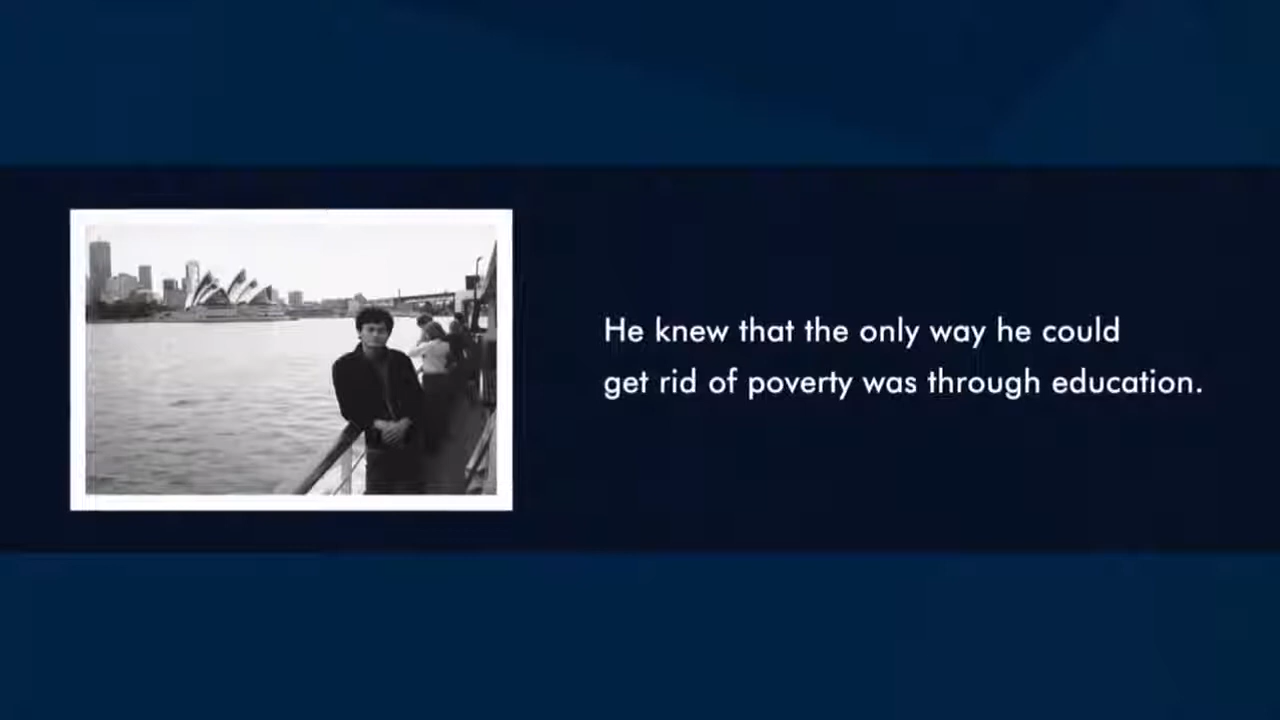 He knew that the only way he could
get rid of poverty was through education.